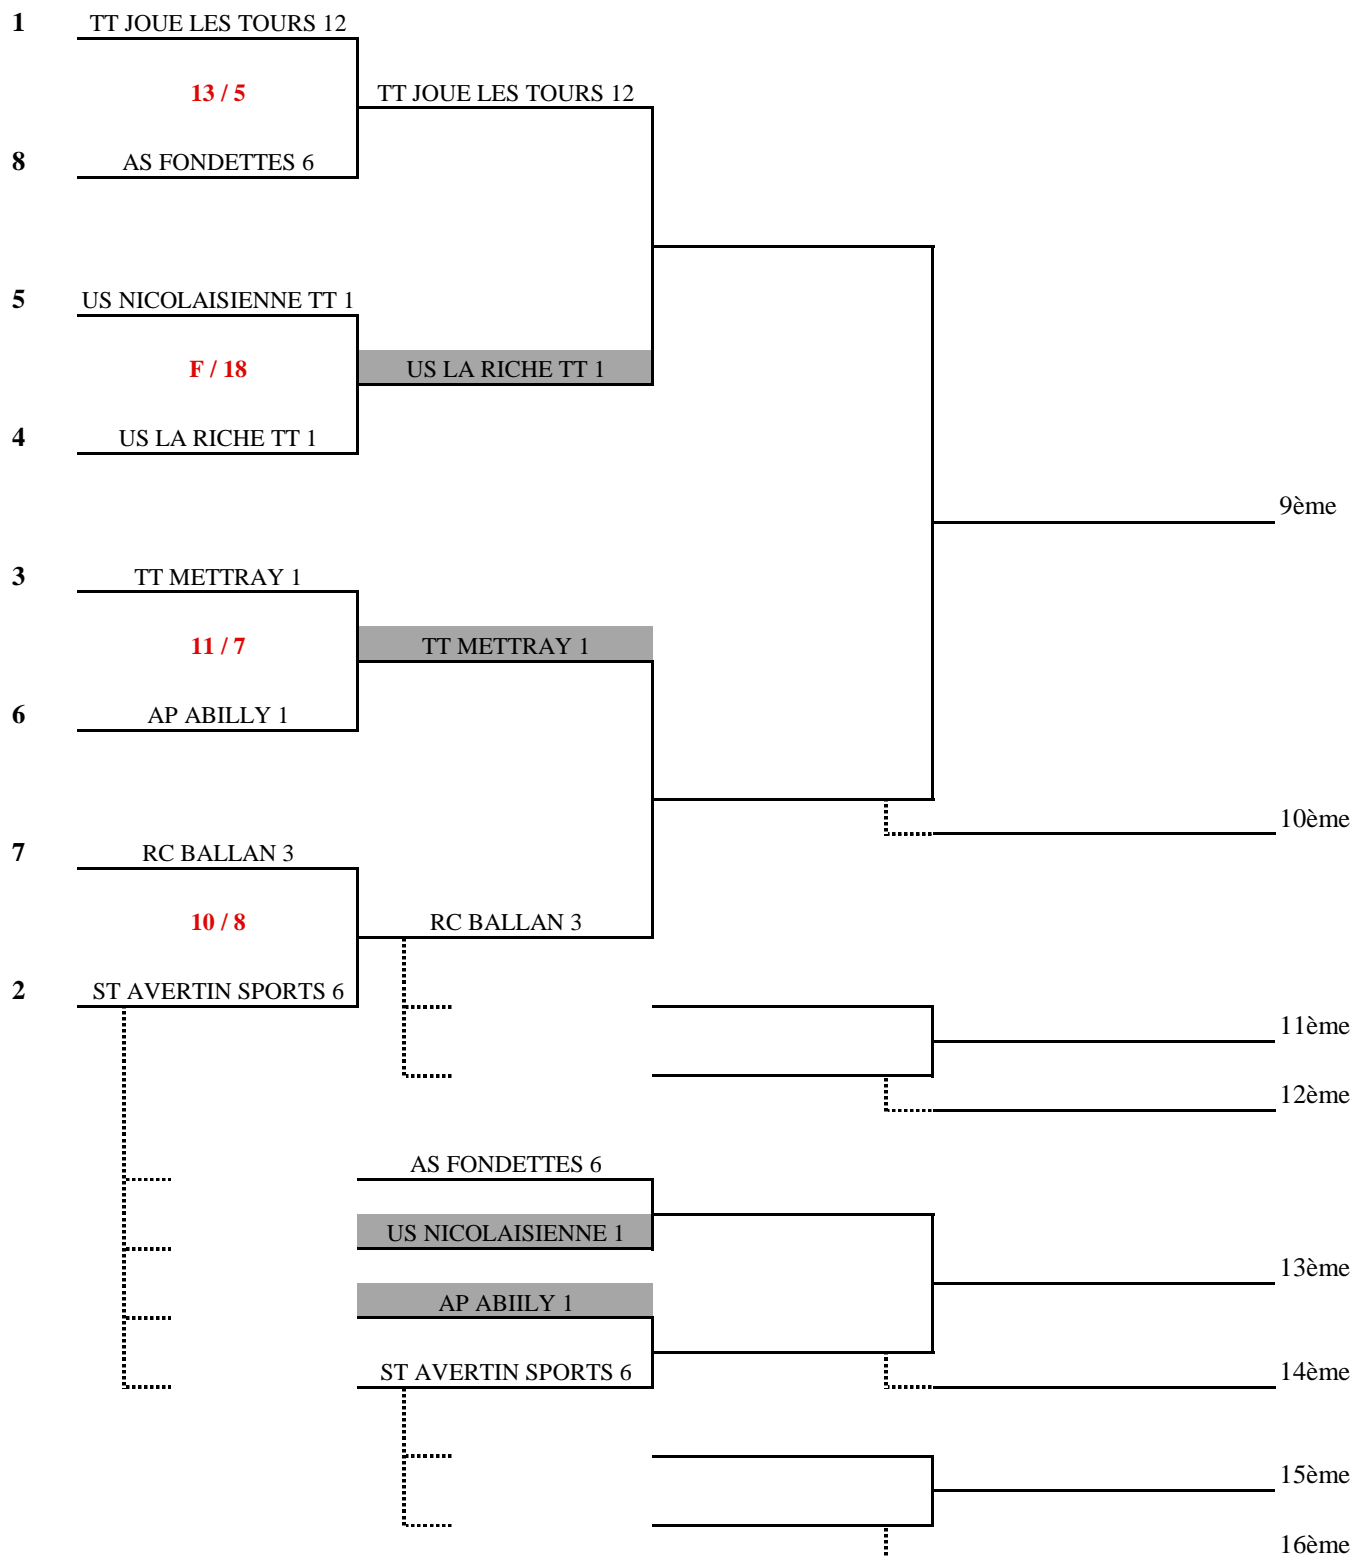 1 TT JOUE LES TOURS 12
13 / 5 TT JOUE LES TOURS 12
8 AS FONDETTES 6
5 US NICOLAISIENNE TT 1
F / 18 US LA RICHE TT 1
4 US LA RICHE TT 1
9ème
3 TT METTRAY 1
11 / 7 TT METTRAY 1
6 AP ABILLY 1
10ème
7 RC BALLAN 3
10 / 8 RC BALLAN 3
2 ST AVERTIN SPORTS 6
11ème
12ème
AS FONDETTES 6
US NICOLAISIENNE 1
13ème
AP ABIILY 1
ST AVERTIN SPORTS 6
14ème
15ème
16ème